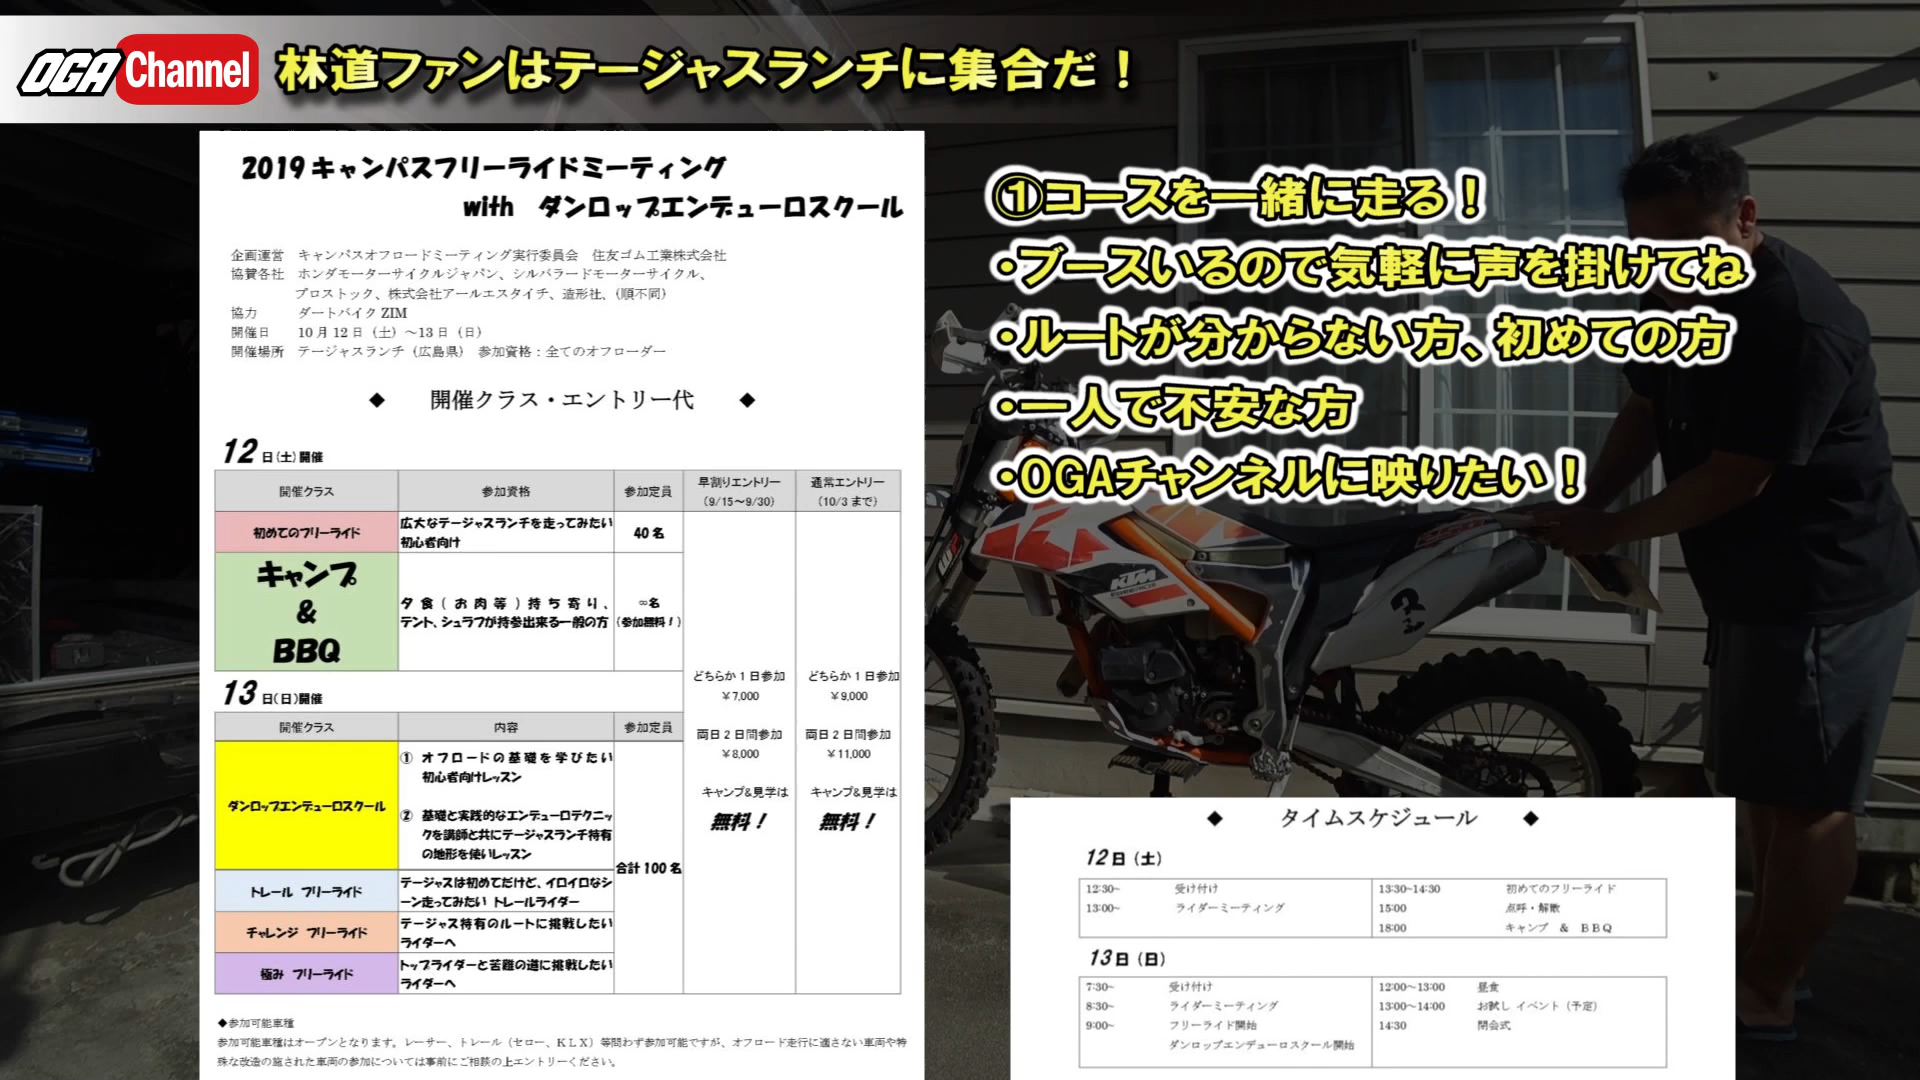 OGA Channel 林道ファンはテージャスランチに集合だ！
2019キャンパスフリーライドミーティング
with ダンロップエンデューロスクール
企画運営 キャンパスオフロードミーティング実行委員会 住友ゴム工業株式会社
協賛各社 ホンダモーターサイクルジャパン、シルバラードモーターサイクル、
プロストック、株式会社アールエスタイチ、造形社、(順不同)
協力 ダートバイク ZIM
開催日 10月12日（土）～13日（日）
開催場所 テージャスランチ（広島県） 参加資格：全てのオフローダー
◆ 開催クラス・エントリー代 ◆
12日(土)開催
開催クラス 参加資格 参加定員 早割りエントリー 通常エントリー
(9/15～9/30) (10/3まで)
初めてのフリーライド
広大なテージャスランチを走ってみたい
初心者向け
40名
キャンプ
&
BBQ
夕食(お肉等)持ち寄り、
テント、シュラフが持参出来る一般の方
∞名
(参加無料！)
13日(日)開催
開催クラス 内容 参加定員
ダンロップエンデューロスクール
① オフロードの基礎を学びたい
初心者向けレッスン
② 基礎と実践的なエンデューロテクニッ
クを講師と共にテージャスランチ特有
の地形を使いレッスン
トレール フリーライド
テージャスは初めてだけど、イロイロなシ
ーン走ってみたい トレールライダー
チャレンジ フリーライド
テージャス特有のルートに挑戦したい
ライダーへ
極み フリーライド
トップライダーと苦難の道に挑戦したい
ライダーへ
合計100名
どちらか1日参加
￥7,000
両日2日間参加
￥8,000
キャンプ&見学は
無料！
どちらか1日参加
￥9,000
両日2日間参加
￥11,000
キャンプ&見学は
無料！
◆参加可能車種
参加可能車種はオープンとなります。レーサー、トレール（セロー、KLX）等問わず参加可能ですが、オフロード走行に適さない車両や特
殊な改造の施された車両の参加については事前にご相談の上エントリーください。
①コースを一緒に走る！
・ブースいるので気軽に声を掛けてね
・ルートが分からない方、初めての方
・一人で不安な方
・OGAチャンネルに映りたい！
KTM
3
◆ タイムスケジュール ◆
12日（土）
12:30~ 受け付け
13:00~ ライダーミーティング
13:30~14:30 初めてのフリーライド
15:00 点呼・解散
18:00 キャンプ ＆ BBQ
13日（日）
7:30~ 受け付け
8:30~ ライダーミーティング
9:00~ フリーライド開始
ダンロップエンデューロスクール開始
12:00～13:00 昼食
13:00～14:00 お試し イベント（予定）
14:30 閉会式